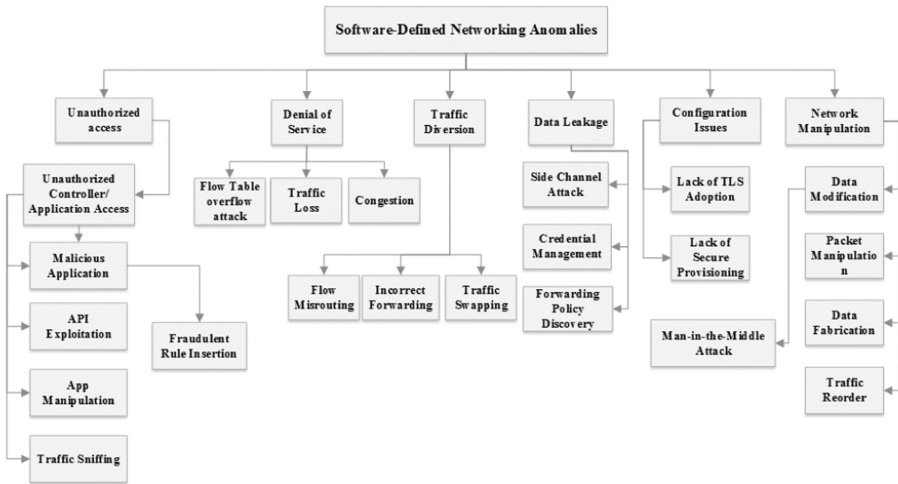 Software-Defined Networking Anomalies
Unauthorized
access
Denial of
Service
Traffic
Diversion
Data Leakage
Configuration
Issues
Network
Manipulation
Unauthorized
Controller/
Application Access
Flow Table
overflow
attack
Traffic
Loss
Congestion
Side Channel
Attack
Lack of TLS
Adoption
Data
Modification
Malicious
Application
Credential
Management
Lack of
Secure
Provisioning
Packet
Manipulatio
n
Flow
Misrouting
Incorrect
Forwarding
Traffic
Swapping
Forwarding
Policy
Discovery
API
Exploitation
Fraudulent
Rule Insertion
Man-in-the-Middle
Attack
Data
Fabrication
App
Manipulation
Traffic
Reorder
Traffic Sniffing